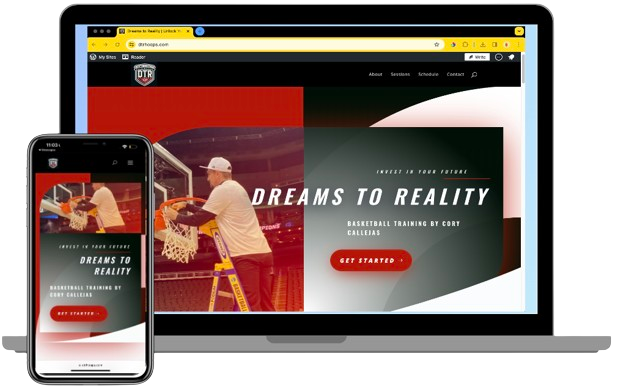 Dreams to Reality | Unlock Y
dtrhoops.com
My Sites
Reader
Write
DTR
About
Sessions
Schedule
Contact
INVEST IN YOUR FUTURE
DREAMS TO REALITY
BASKETBALL TRAINING BY CORY
CALLEJAS
GET STARTED
11:03
DTR
INVEST IN YOUR FUTURE
DREAMS TO
REALITY
BASKETBALL TRAINING BY
CORY CALLEJAS
GET STARTED